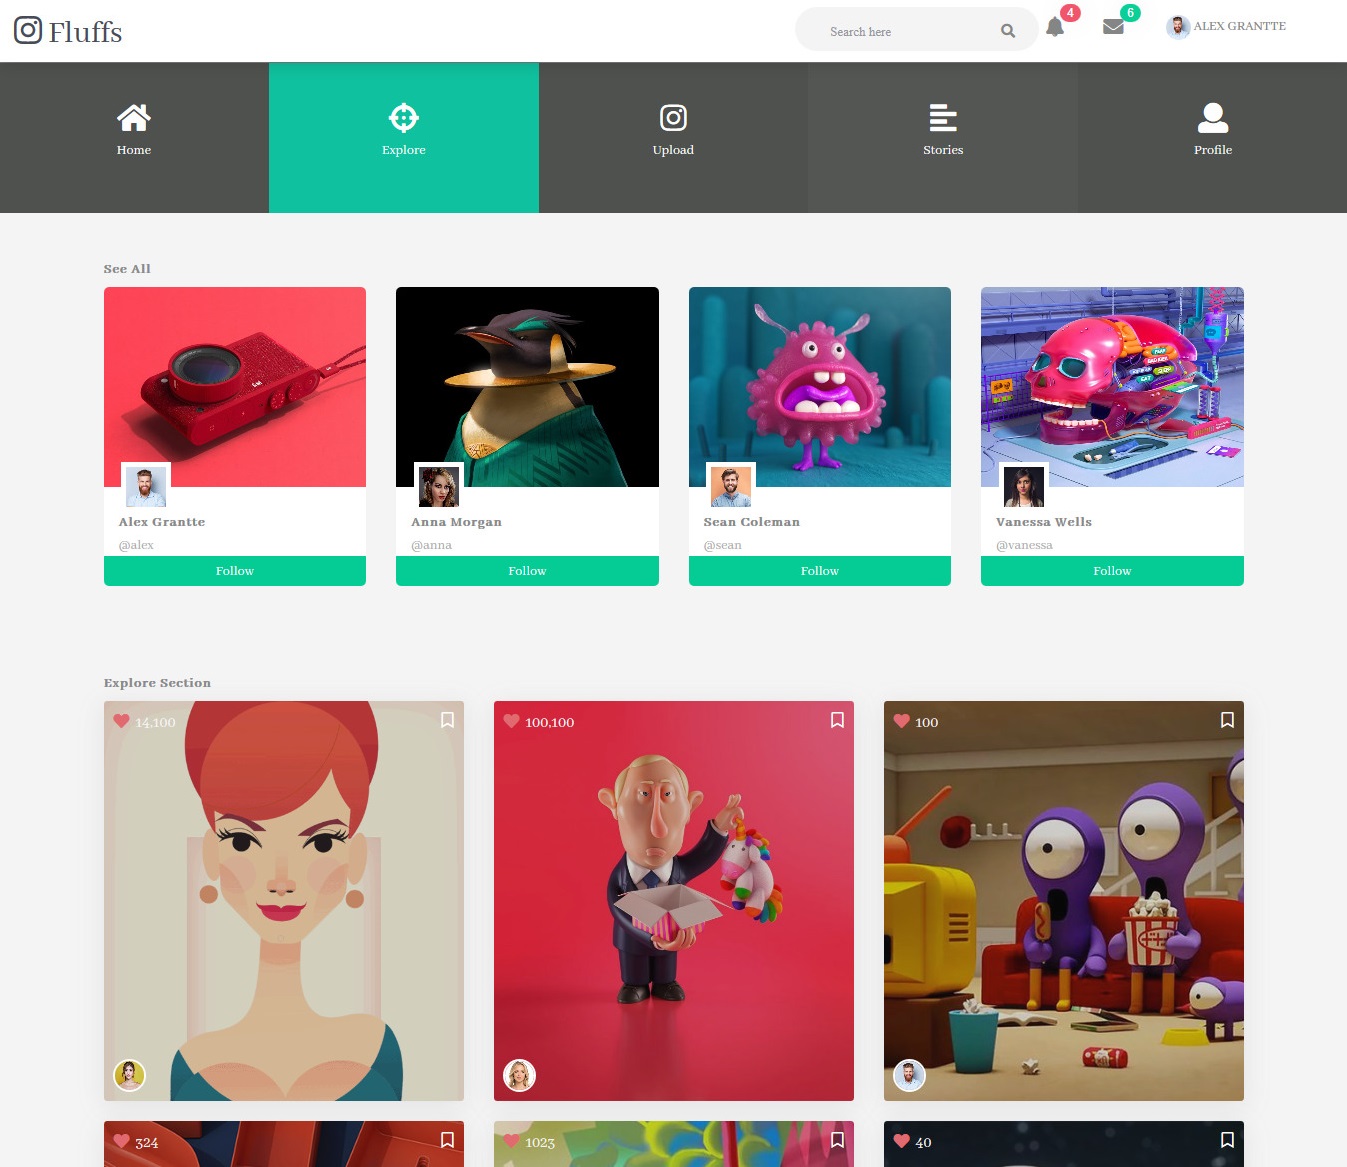 Fluffs
Search here
4
6
ALEX GRANTTE
Home
Explore
Upload
Stories
Profile
See All
Alex Grantte
@alex
Follow
Anna Morgan
@anna
Follow
Sean Coleman
@sean
Follow
Vanessa Wells
@vanessa
Follow
Explore Section
14,100
100,100
100
324
1023
40